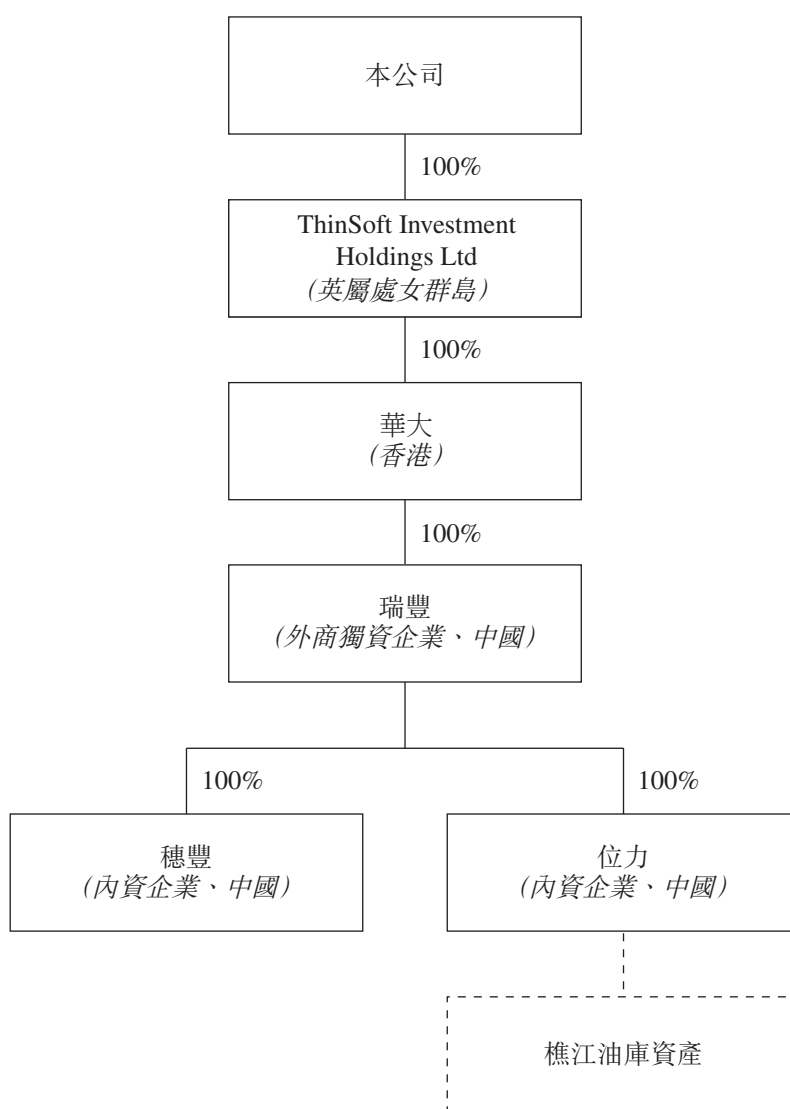 本公司
100%
ThinSoft Investment
Holdings Ltd
(英屬處女群島)
100%
華大
(香港)
100%
瑞豐
(外商獨資企業、中國)
100%
100%
穗豐
(內資企業、中國)
位力
(內資企業、中國)
樵江油庫資產